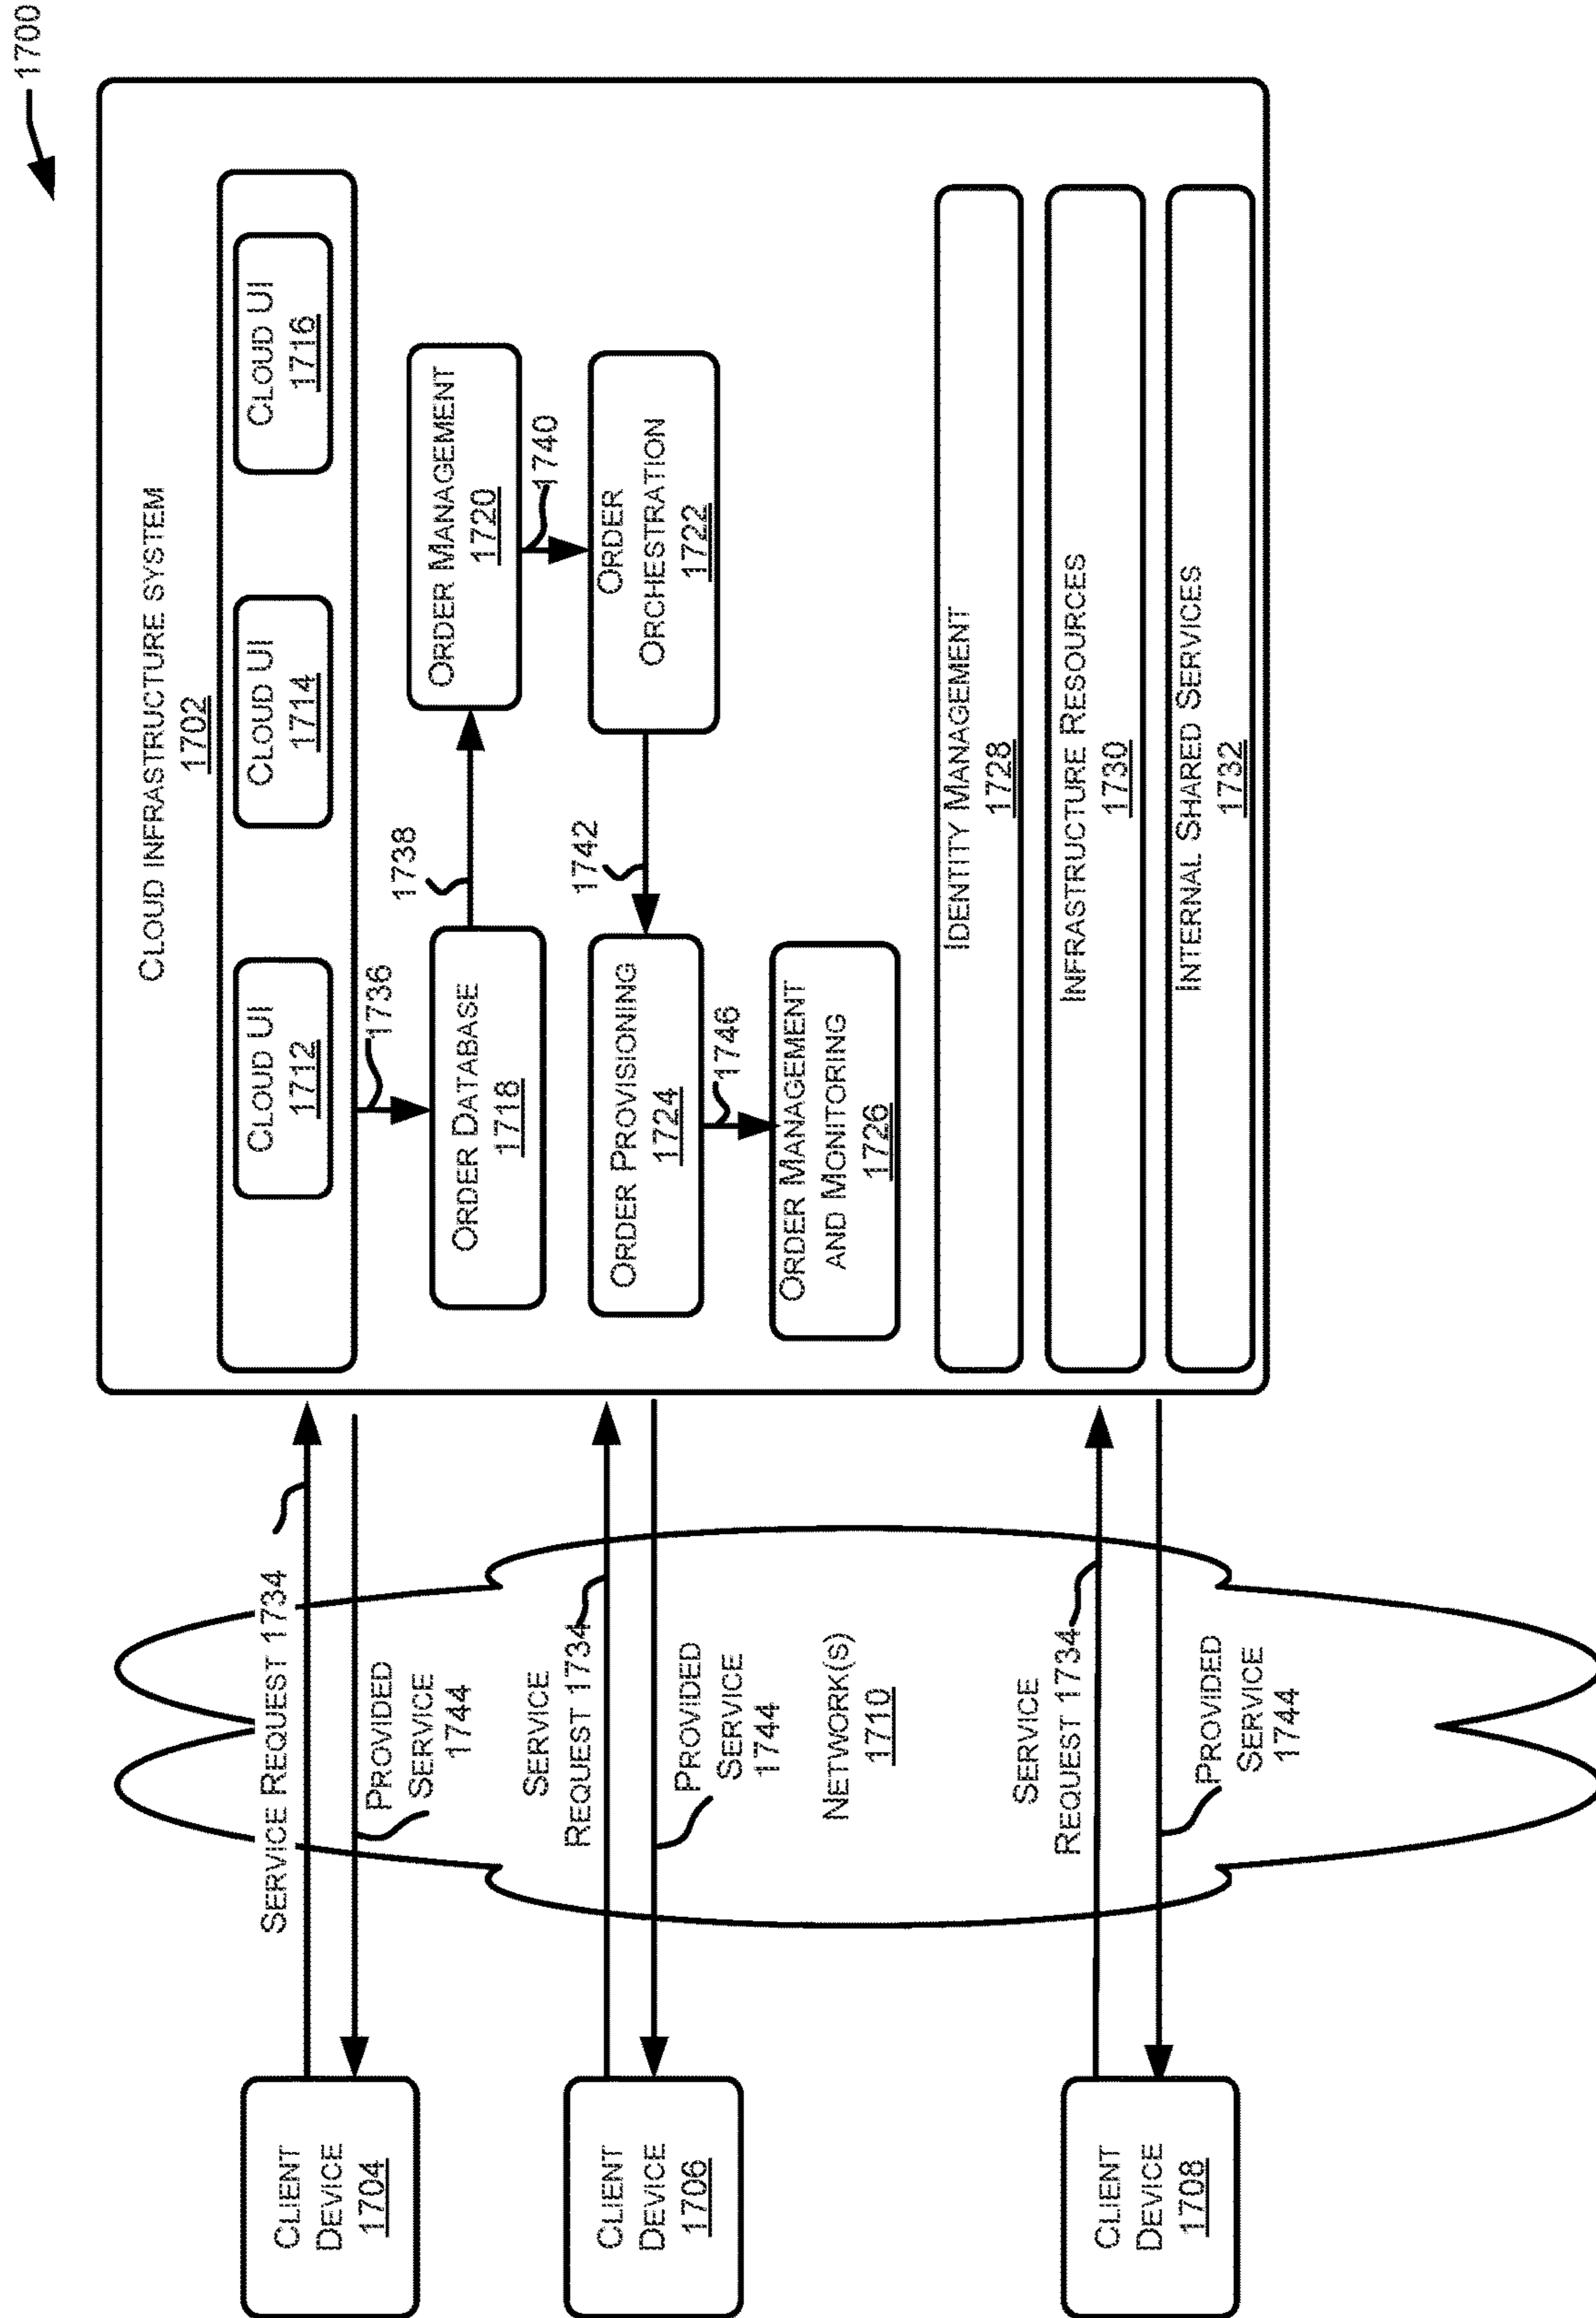 1700
CLOUD INFRASTRUCTURE SYSTEM
1702
CLOUD UI
1712
CLOUD UI
1714
CLOUD UI
1716
1736
ORDER DATABASE
1718
1738
ORDER MANAGEMENT
1720
1740
ORDER
ORCHESTRATION
1722
1742
ORDER PROVISIONING
1724
1746
ORDER MANAGEMENT
AND MONITORING
1726
IDENTITY MANAGEMENT
1728
INFRASTRUCTURE RESOURCES
1730
INTERNAL SHARED SERVICES
1732
SERVICE REQUEST 1734
PROVIDED
SERVICE
1744
SERVICE
REQUEST 1734
PROVIDED
SERVICE
1744
NETWORK(S)
1710
SERVICE
REQUEST 1734
PROVIDED
SERVICE
1744
CLIENT
DEVICE
1704
CLIENT
DEVICE
1706
CLIENT
DEVICE
1708